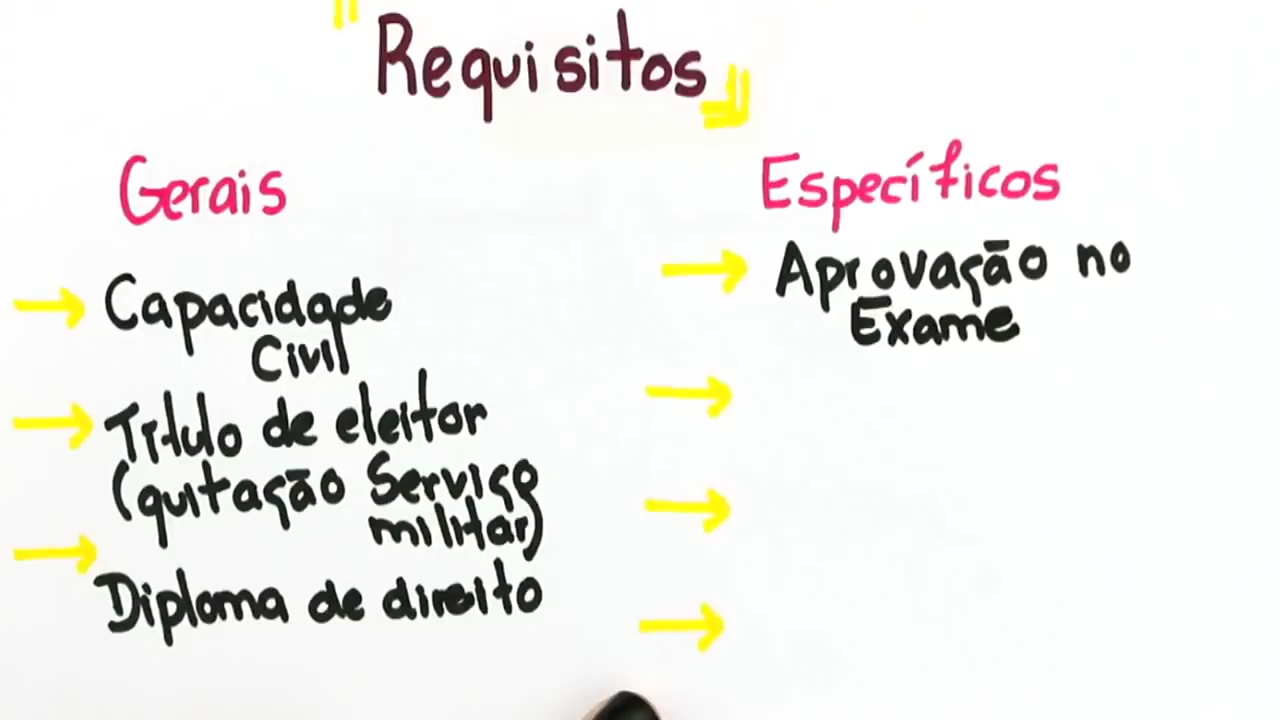 Requisitos
Gerais
Capacidade
Civil
Título de eleitor
(quitação Serviço
militar)
Diploma de direito
Específicos
Aprovação no
Exame